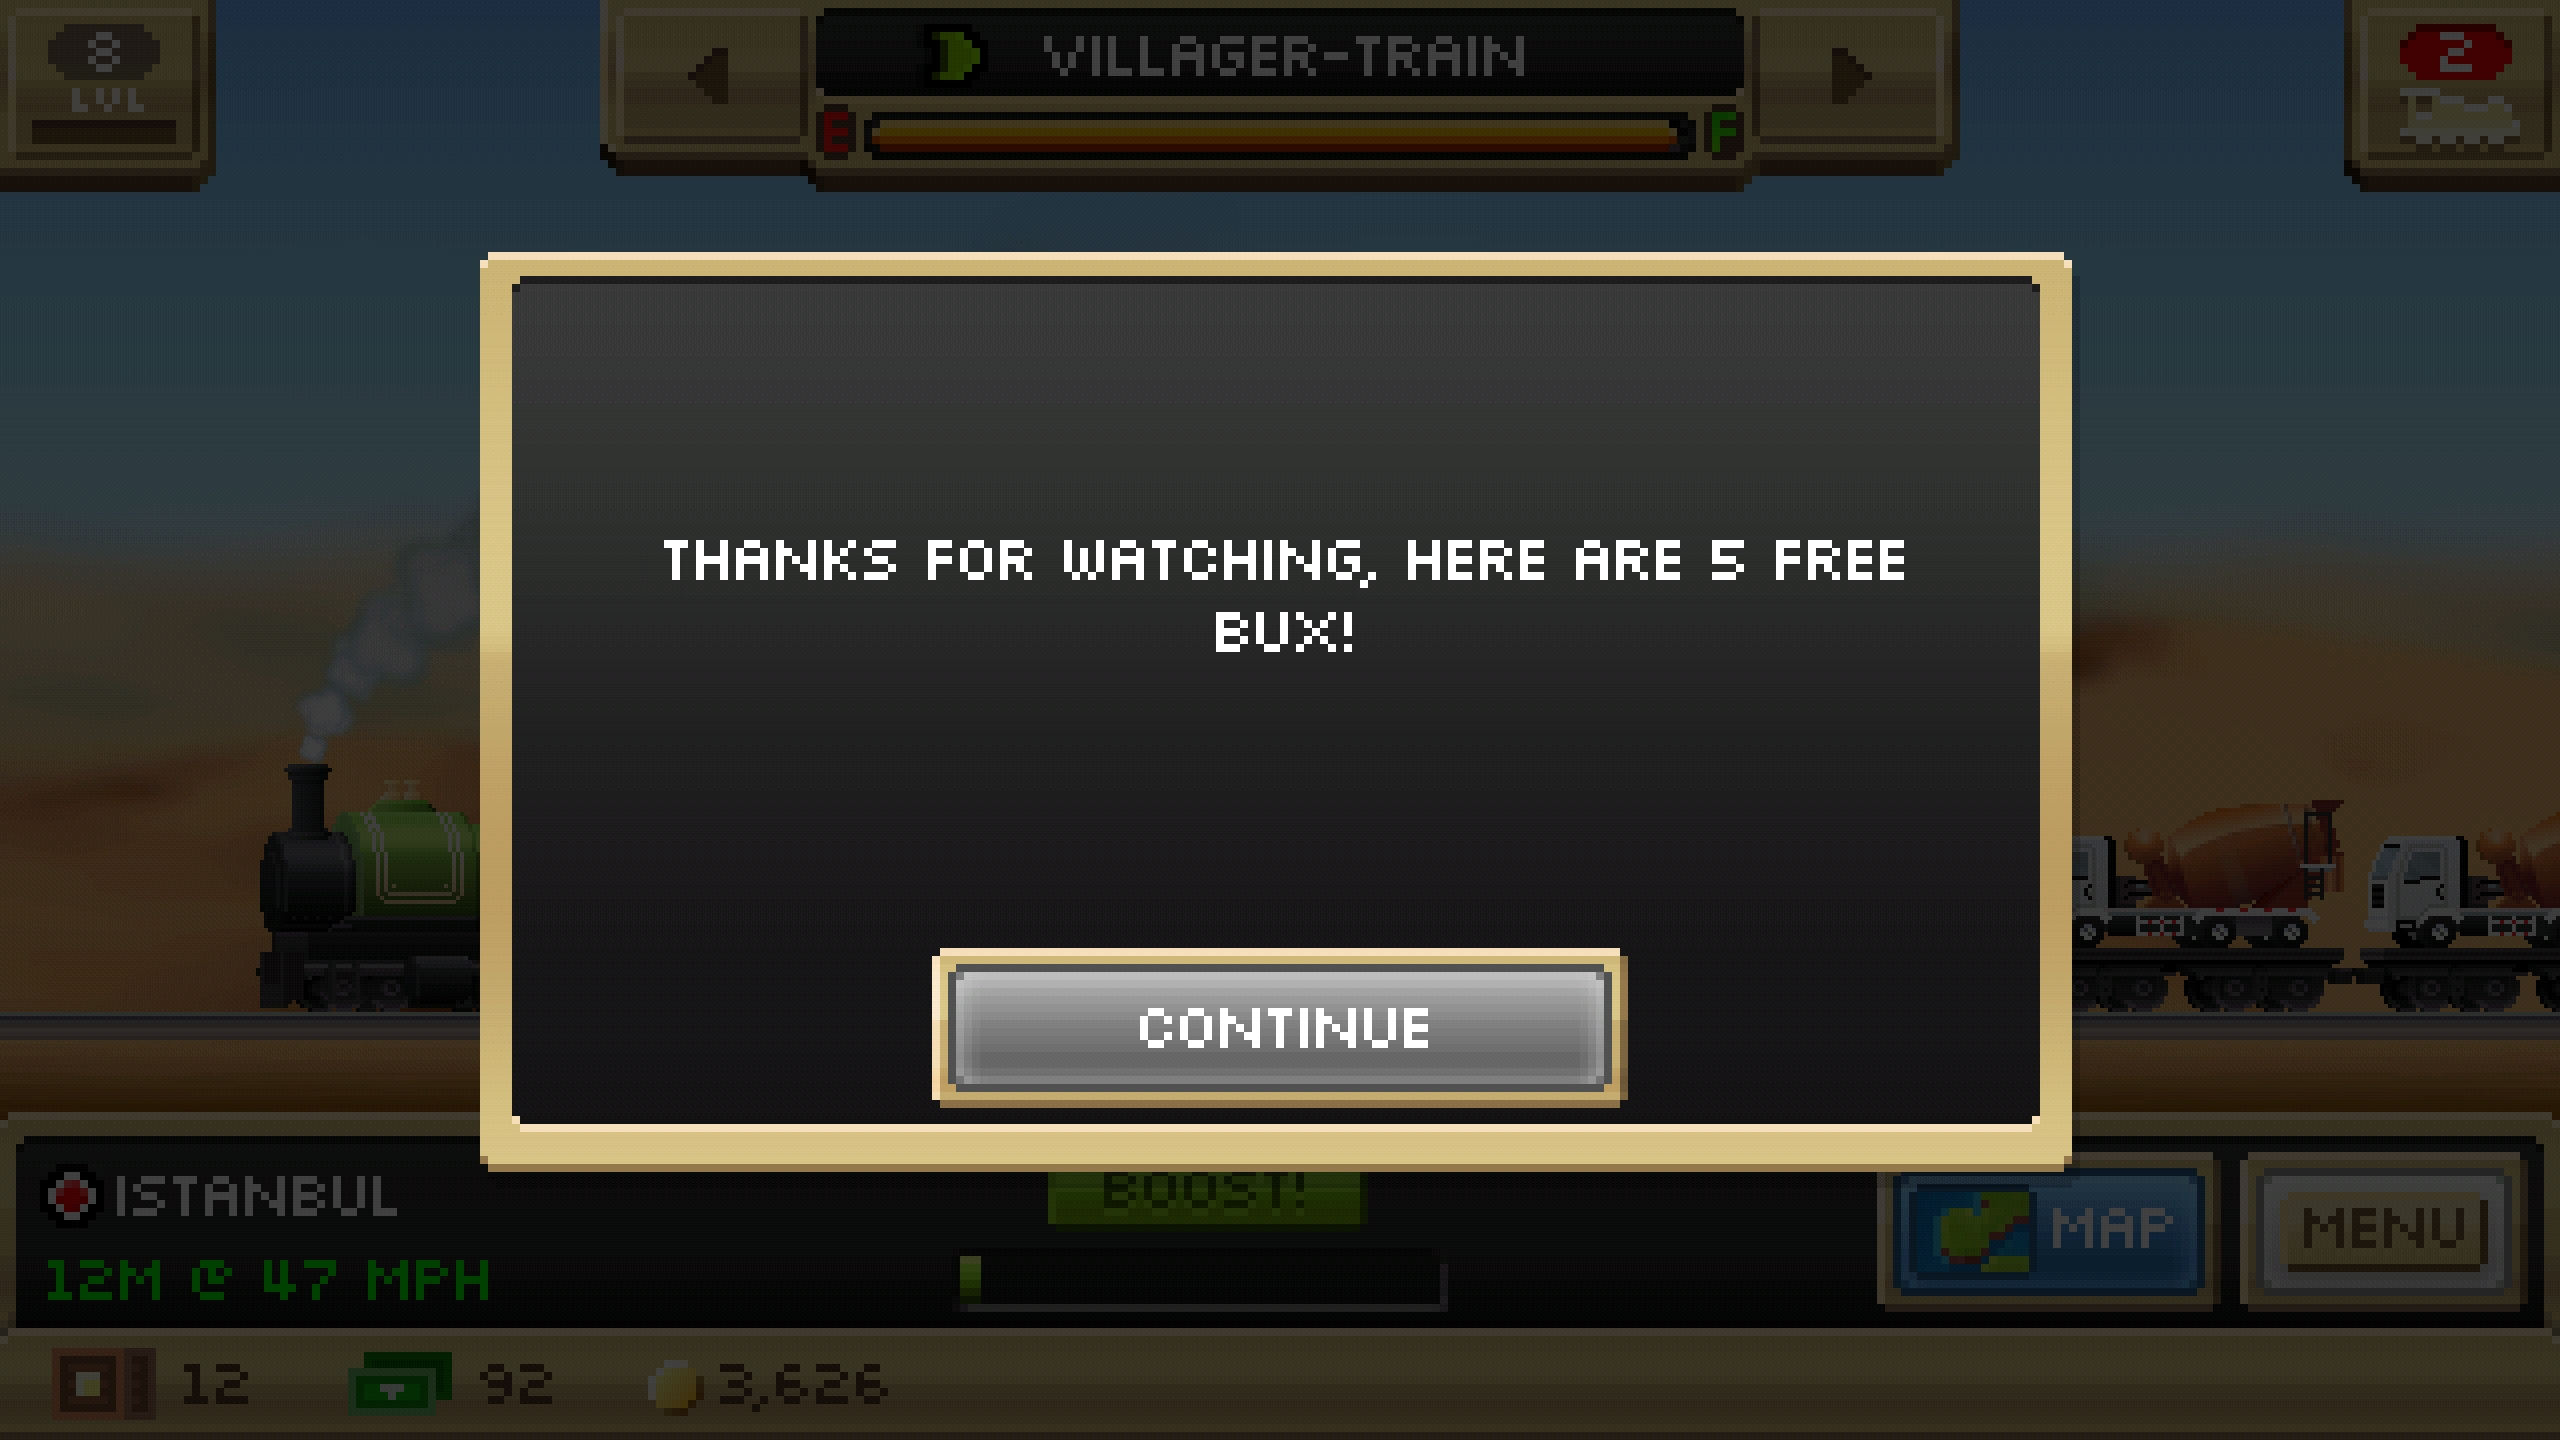 8
LVL
VILLAGER-TRAIN
E F
2
THANKS FOR WATCHING, HERE ARE 5 FREE
BUX!
CONTINUE
ISTANBUL
12M @ 47 MPH
BOOST!
MAP
MENU
12 92 3,626